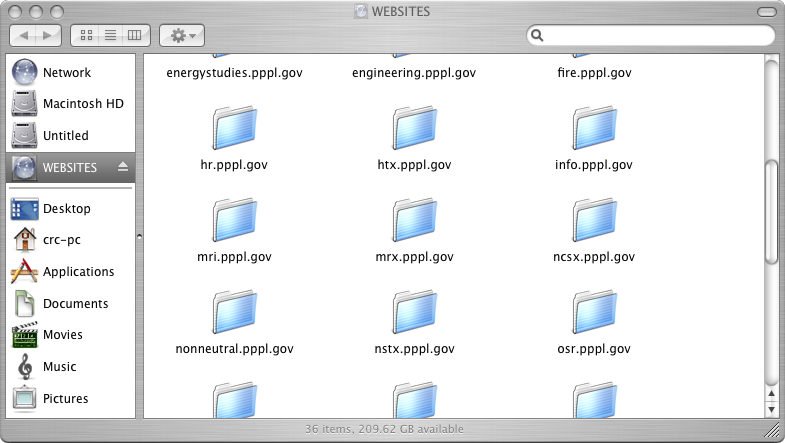 WEBSITES
Network
Macintosh HD
Untitled
WEBSITES
Desktop
crc-pc
Applications
Documents
Movies
Music
Pictures
energystudies.pppl.gov engineering.pppl.gov fire.pppl.gov
hr.pppl.gov htx.pppl.gov info.pppl.gov
mri.pppl.gov mrx.pppl.gov ncsx.pppl.gov
nonneutral.pppl.gov nstx.pppl.gov osr.pppl.gov
36 items, 209.62 GB available